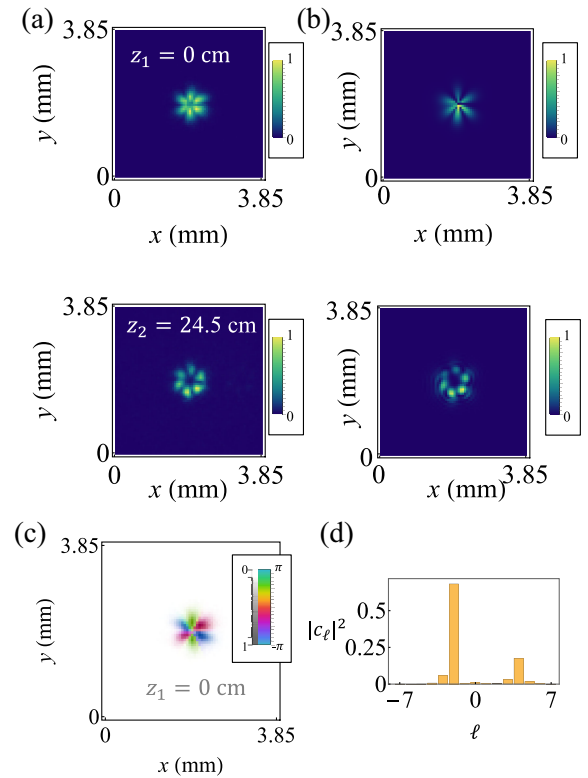 (a)
(b)
3.85
z₁ = 0 cm
y (mm)
1
0
0
0
3.85
x (mm)
3.85
y (mm)
1
0
0
0
3.85
x (mm)
3.85
z₂ = 24.5 cm
y (mm)
1
0
0
0
3.85
x (mm)
3.85
y (mm)
1
0
0
0
3.85
x (mm)
(c)
3.85
y (mm)
0
π
1
-π
z₁ = 0 cm
0
0
3.85
x (mm)
(d)
|cℓ|²
0.5
0.25
0
-7
0
7
ℓ